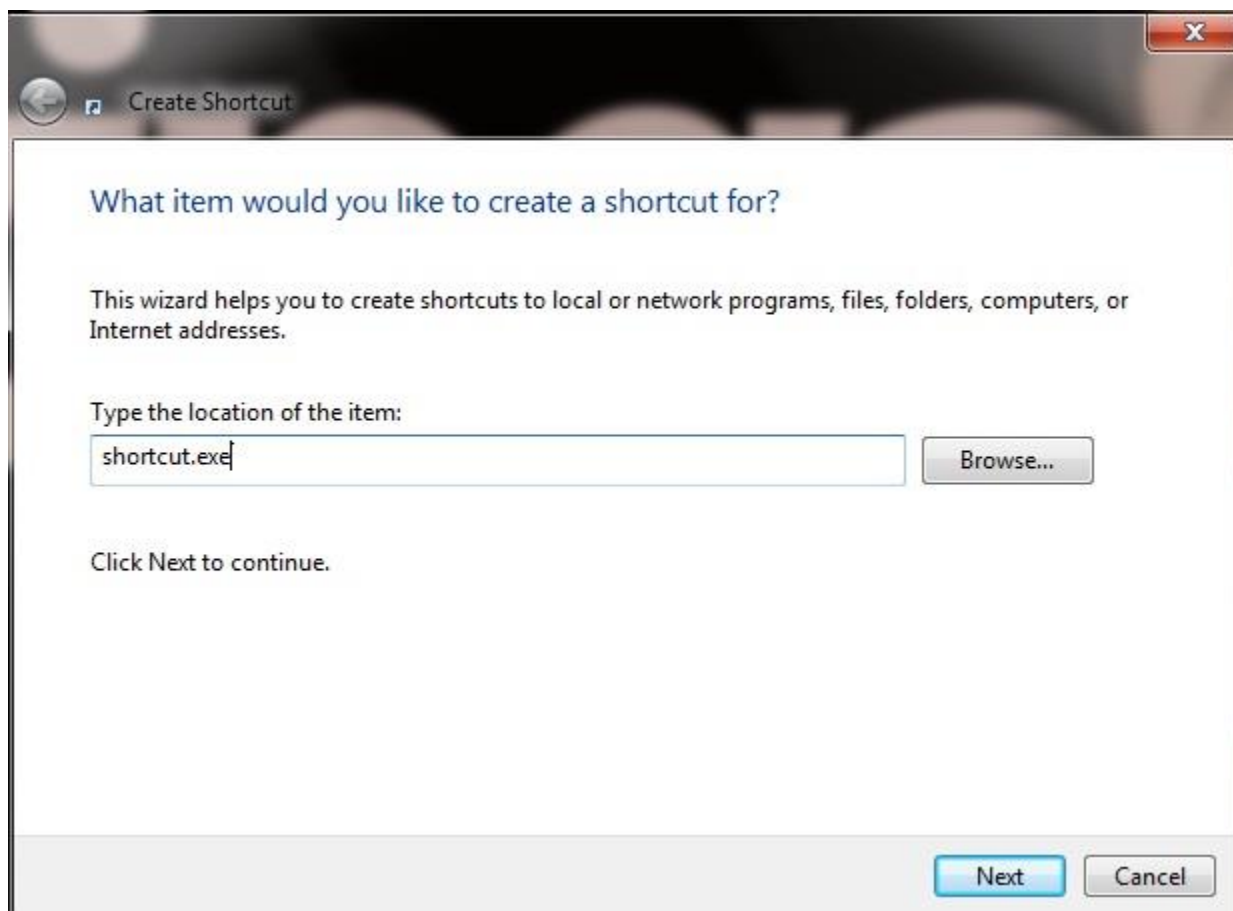 Create Shortcut
What item would you like to create a shortcut for?
This wizard helps you to create shortcuts to local or network programs, files, folders, computers, or
Internet addresses.
Type the location of the item:
shortcut.exe
Browse...
Click Next to continue.
Next
Cancel